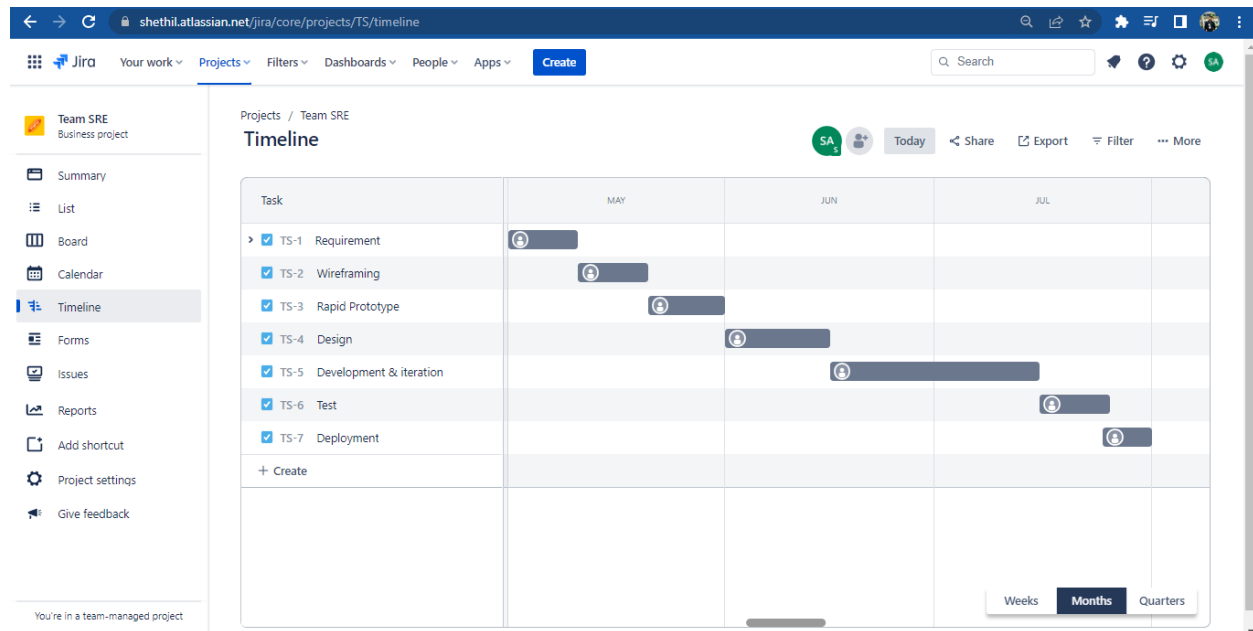 shethil.atlassian.net/jira/core/projects/TS/timeline
Jira Your work Projects Filters Dashboards People Apps Create Search SA
Team SRE
Business project
Summary
List
Board
Calendar
Timeline
Forms
Issues
Reports
Add shortcut
Project settings
Give feedback
You're in a team-managed project
Projects / Team SRE
Timeline
SA S Today Share Export Filter More
Task MAY JUN JUL
TS-1 Requirement
TS-2 Wireframing
TS-3 Rapid Prototype
TS-4 Design
TS-5 Development & iteration
TS-6 Test
TS-7 Deployment
+ Create
Weeks Months Quarters